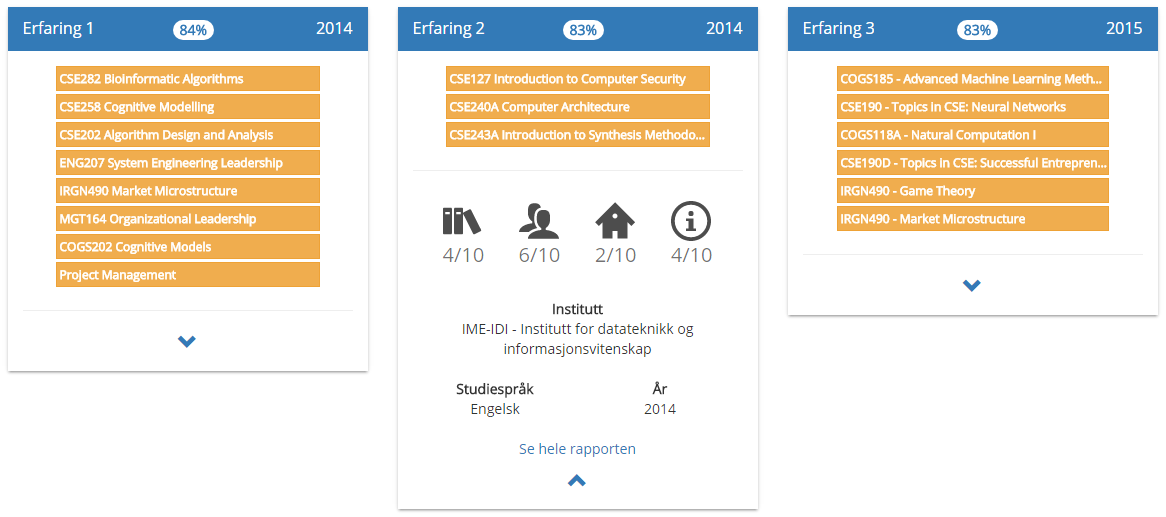 Erfaring 1 84% 2014
CSE282 Bioinformatic Algorithms
CSE258 Cognitive Modelling
CSE202 Algorithm Design and Analysis
ENG207 System Engineering Leadership
IRGN490 Market Microstructure
MGT164 Organizational Leadership
COGS202 Cognitive Models
Project Management
Erfaring 2 83% 2014
CSE127 Introduction to Computer Security
CSE240A Computer Architecture
CSE243A Introduction to Synthesis Methodo...
4/10 6/10 2/10 4/10
Institutt
IME-IDI - Institutt for datateknikk og
informasjonsvitenskap
Studiespråk År
Engelsk 2014
Se hele rapporten
Erfaring 3 83% 2015
COGS185 - Advanced Machine Learning Meth...
CSE190 - Topics in CSE: Neural Networks
COGS118A - Natural Computation I
CSE190D - Topics in CSE: Successful Entrepren...
IRGN490 - Game Theory
IRGN490 - Market Microstructure